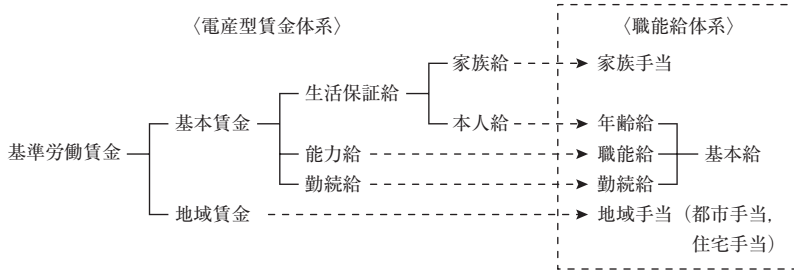 〈電産型賃金体系〉 〈職能給体系〉
家族給 家族手当
生活保証給
基本賃金 本人給 年齢給
基準労働賃金 能力給 職能給 基本給
勤続給 勤続給
地域賃金 地域手当（都市手当，
住宅手当）